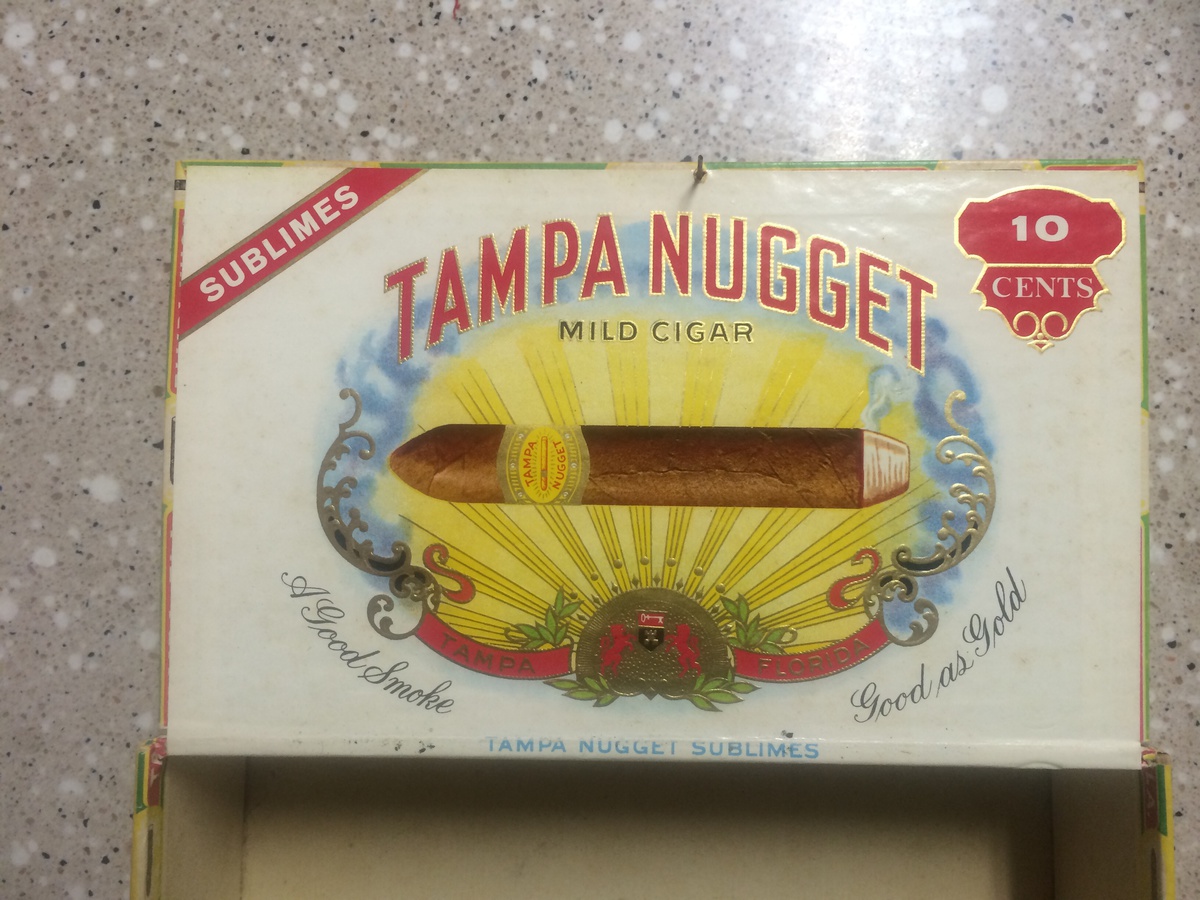 SUBLIMES
TAMPA NUGGET
10
CENTS
MILD CIGAR
TAMPA
NUGGET
TAMPA
FLORIDA
A Good Smoke
Good as Gold
TAMPA NUGGET SUBLIMES